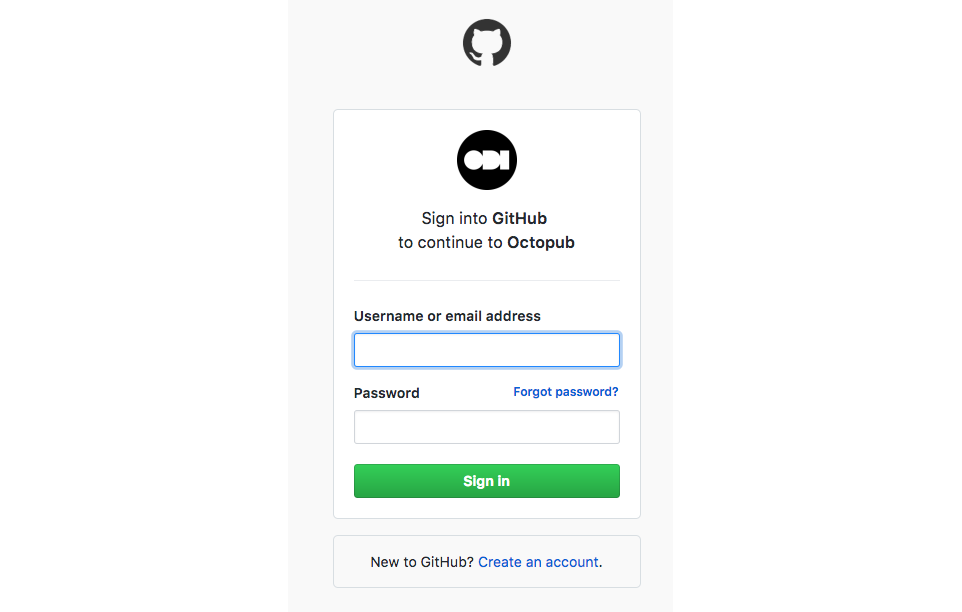 ODI
Sign into GitHub
to continue to Octopub
Username or email address
Password
Forgot password?
Sign in
New to GitHub? Create an account.